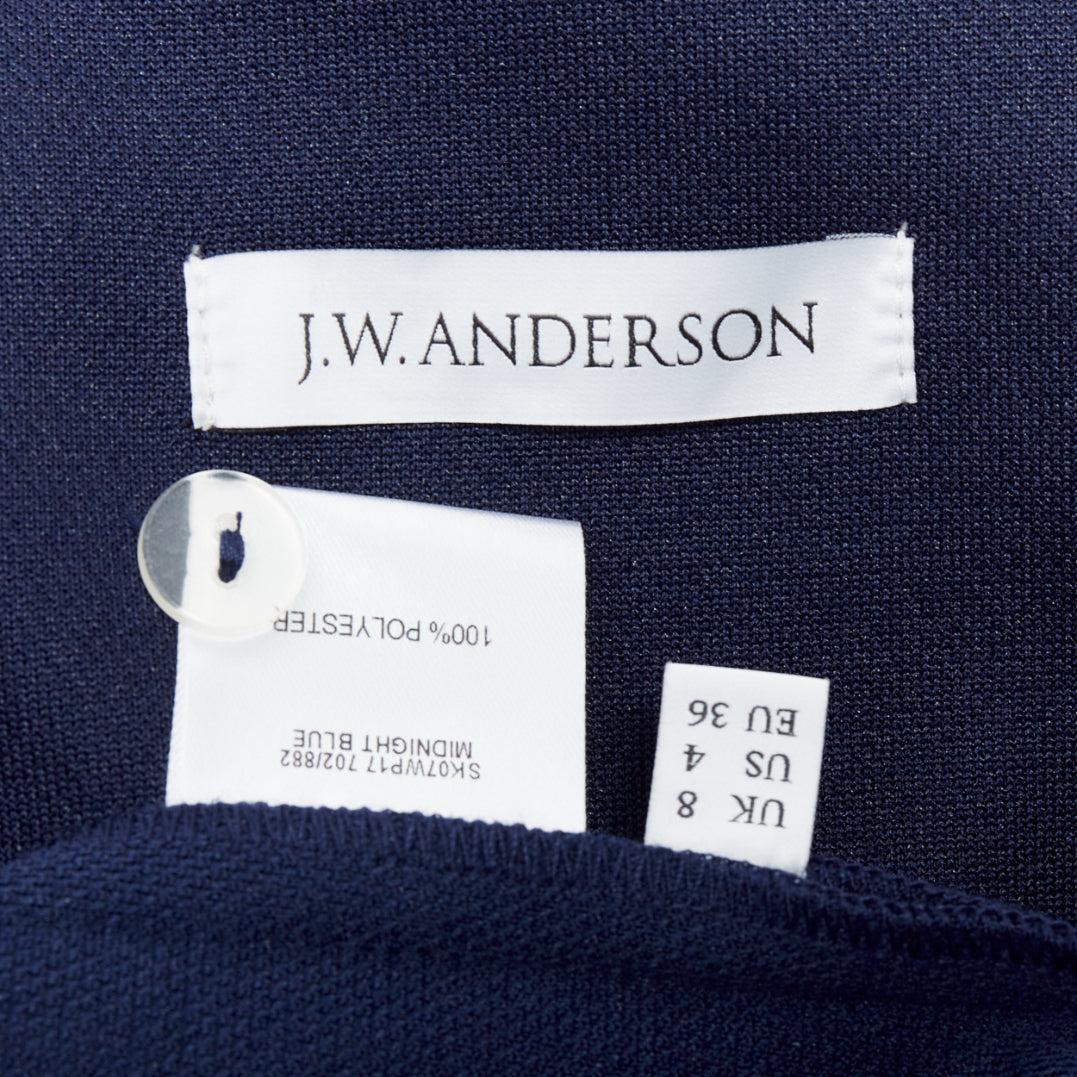 J.W.ANDERSON
100% POLYESTER
SK07WP17 702/882
MIDNIGHT BLUE
UK 8
US 4
EU 36